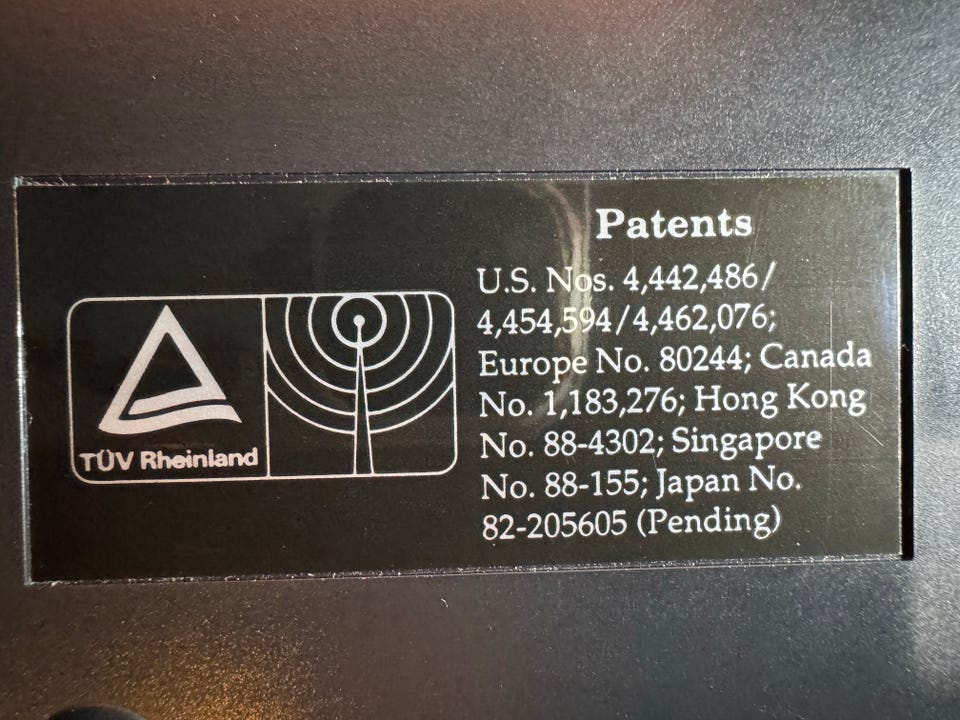 TÜV Rheinland
Patents
U.S. Nos. 4,442,486/
4,454,594/4,462,076;
Europe No. 80244; Canada
No. 1,183,276; Hong Kong
No. 88-4302; Singapore
No. 88-155; Japan No.
82-205605 (Pending)